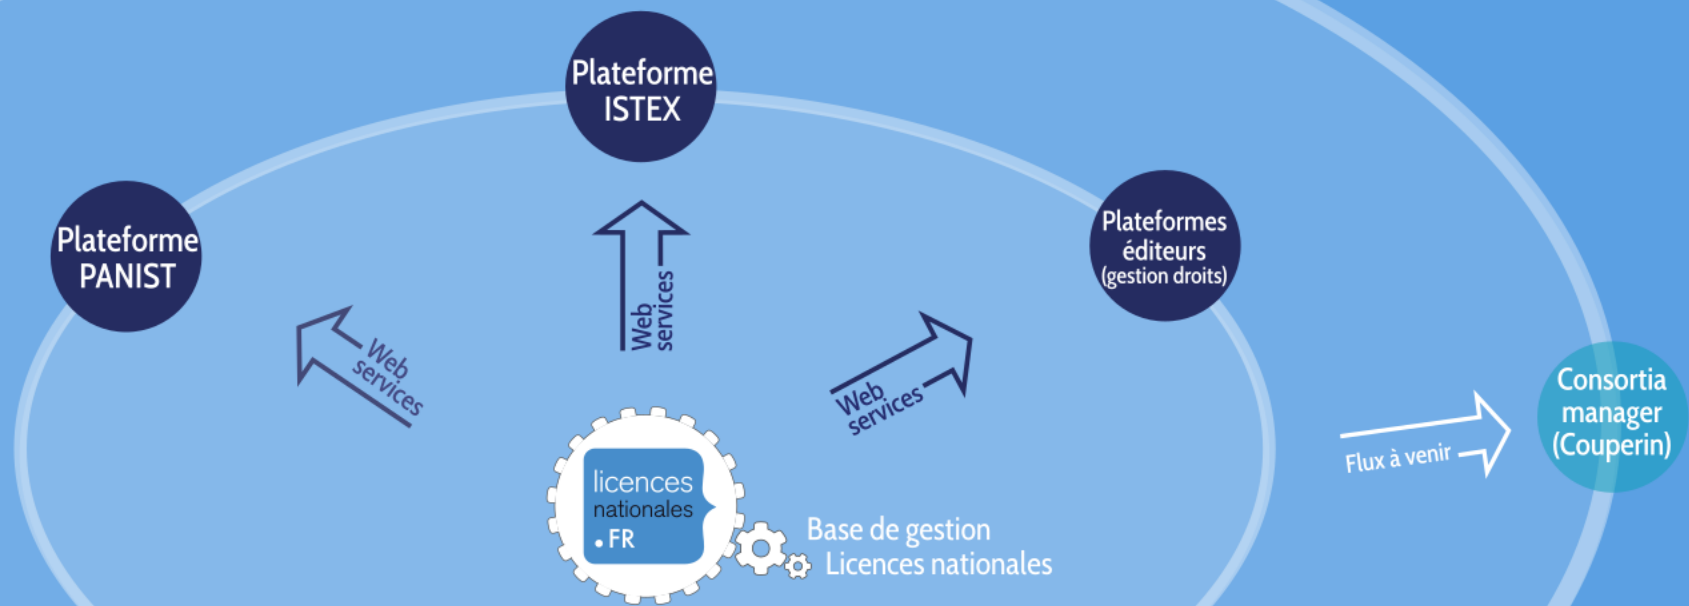 Plateforme
ISTEX
Plateforme
PANIST
Plateformes
éditeurs
(gestion droits)
Web
services
Web
services
Web
services
Consortia
manager
(Couperin)
Flux à venir
licences
nationales
.FR
Base de gestion
Licences nationales